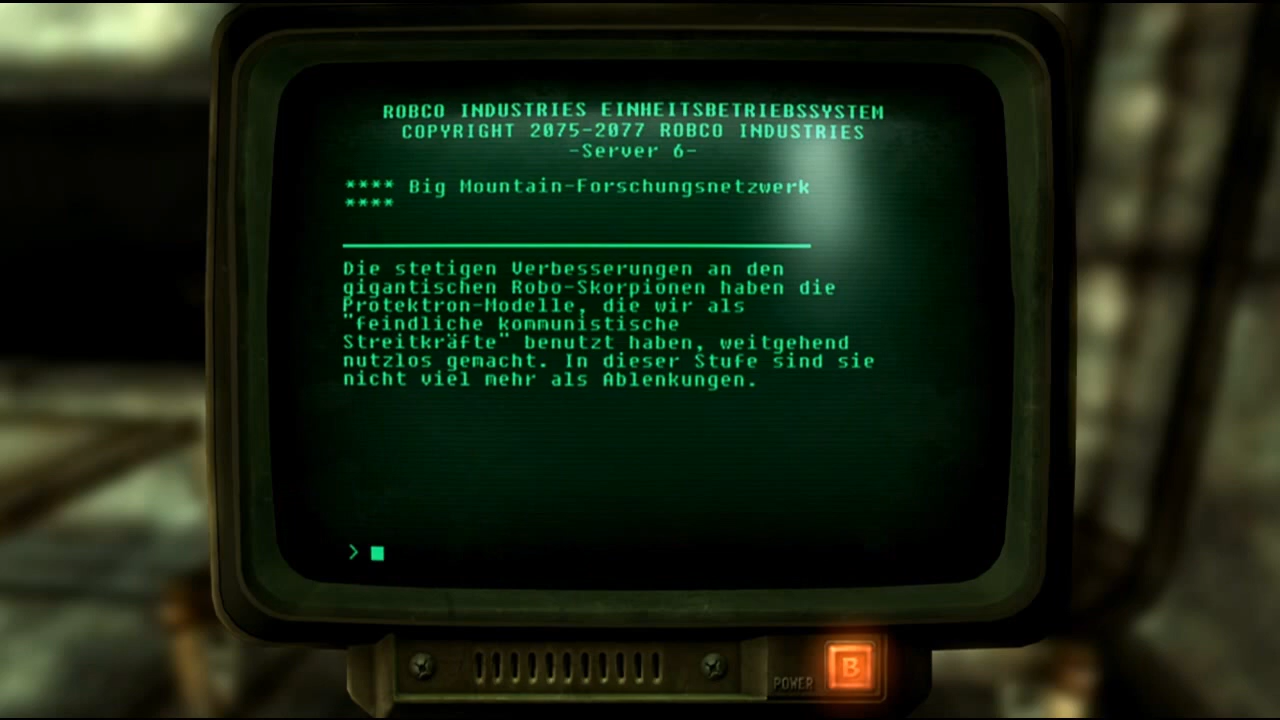 ROBCO INDUSTRIES EINHEITSBETRIEBSSYSTEM
COPYRIGHT 2075-2077 ROBCO INDUSTRIES
-Server 6-
**** Big Mountain-Forschungsnetzwerk
****
Die stetigen Verbesserungen an den
gigantischen Robo-Skorpionen haben die
Protektron-Modelle, die wir als
"feindliche kommunistische
Streitkräfte" benutzt haben, weitgehend
nutzlos gemacht. In dieser Stufe sind sie
nicht viel mehr als Ablenkungen.
>
POWER B